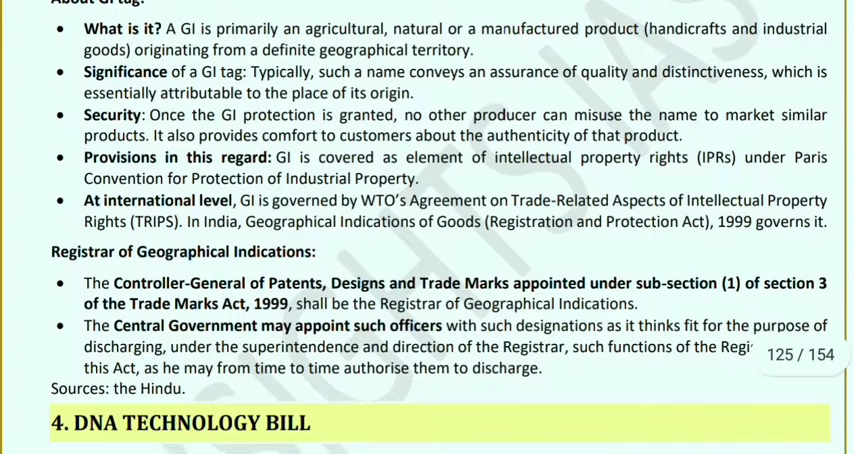 About GI tag:
• What is it? A GI is primarily an agricultural, natural or a manufactured product (handicrafts and industrial
goods) originating from a definite geographical territory.
• Significance of a GI tag: Typically, such a name conveys an assurance of quality and distinctiveness, which is
essentially attributable to the place of its origin.
• Security: Once the GI protection is granted, no other producer can misuse the name to market similar
products. It also provides comfort to customers about the authenticity of that product.
• Provisions in this regard: GI is covered as element of intellectual property rights (IPRs) under Paris
Convention for Protection of Industrial Property.
• At international level, GI is governed by WTO's Agreement on Trade-Related Aspects of Intellectual Property
Rights (TRIPS). In India, Geographical Indications of Goods (Registration and Protection Act), 1999 governs it.
Registrar of Geographical Indications:
• The Controller-General of Patents, Designs and Trade Marks appointed under sub-section (1) of section 3
of the Trade Marks Act, 1999, shall be the Registrar of Geographical Indications.
• The Central Government may appoint such officers with such designations as it thinks fit for the purpose of
discharging, under the superintendence and direction of the Registrar, such functions of the
125 / 154
this Act, as he may from time to time authorise them to discharge.
Sources: the Hindu.
4. DNA TECHNOLOGY BILL